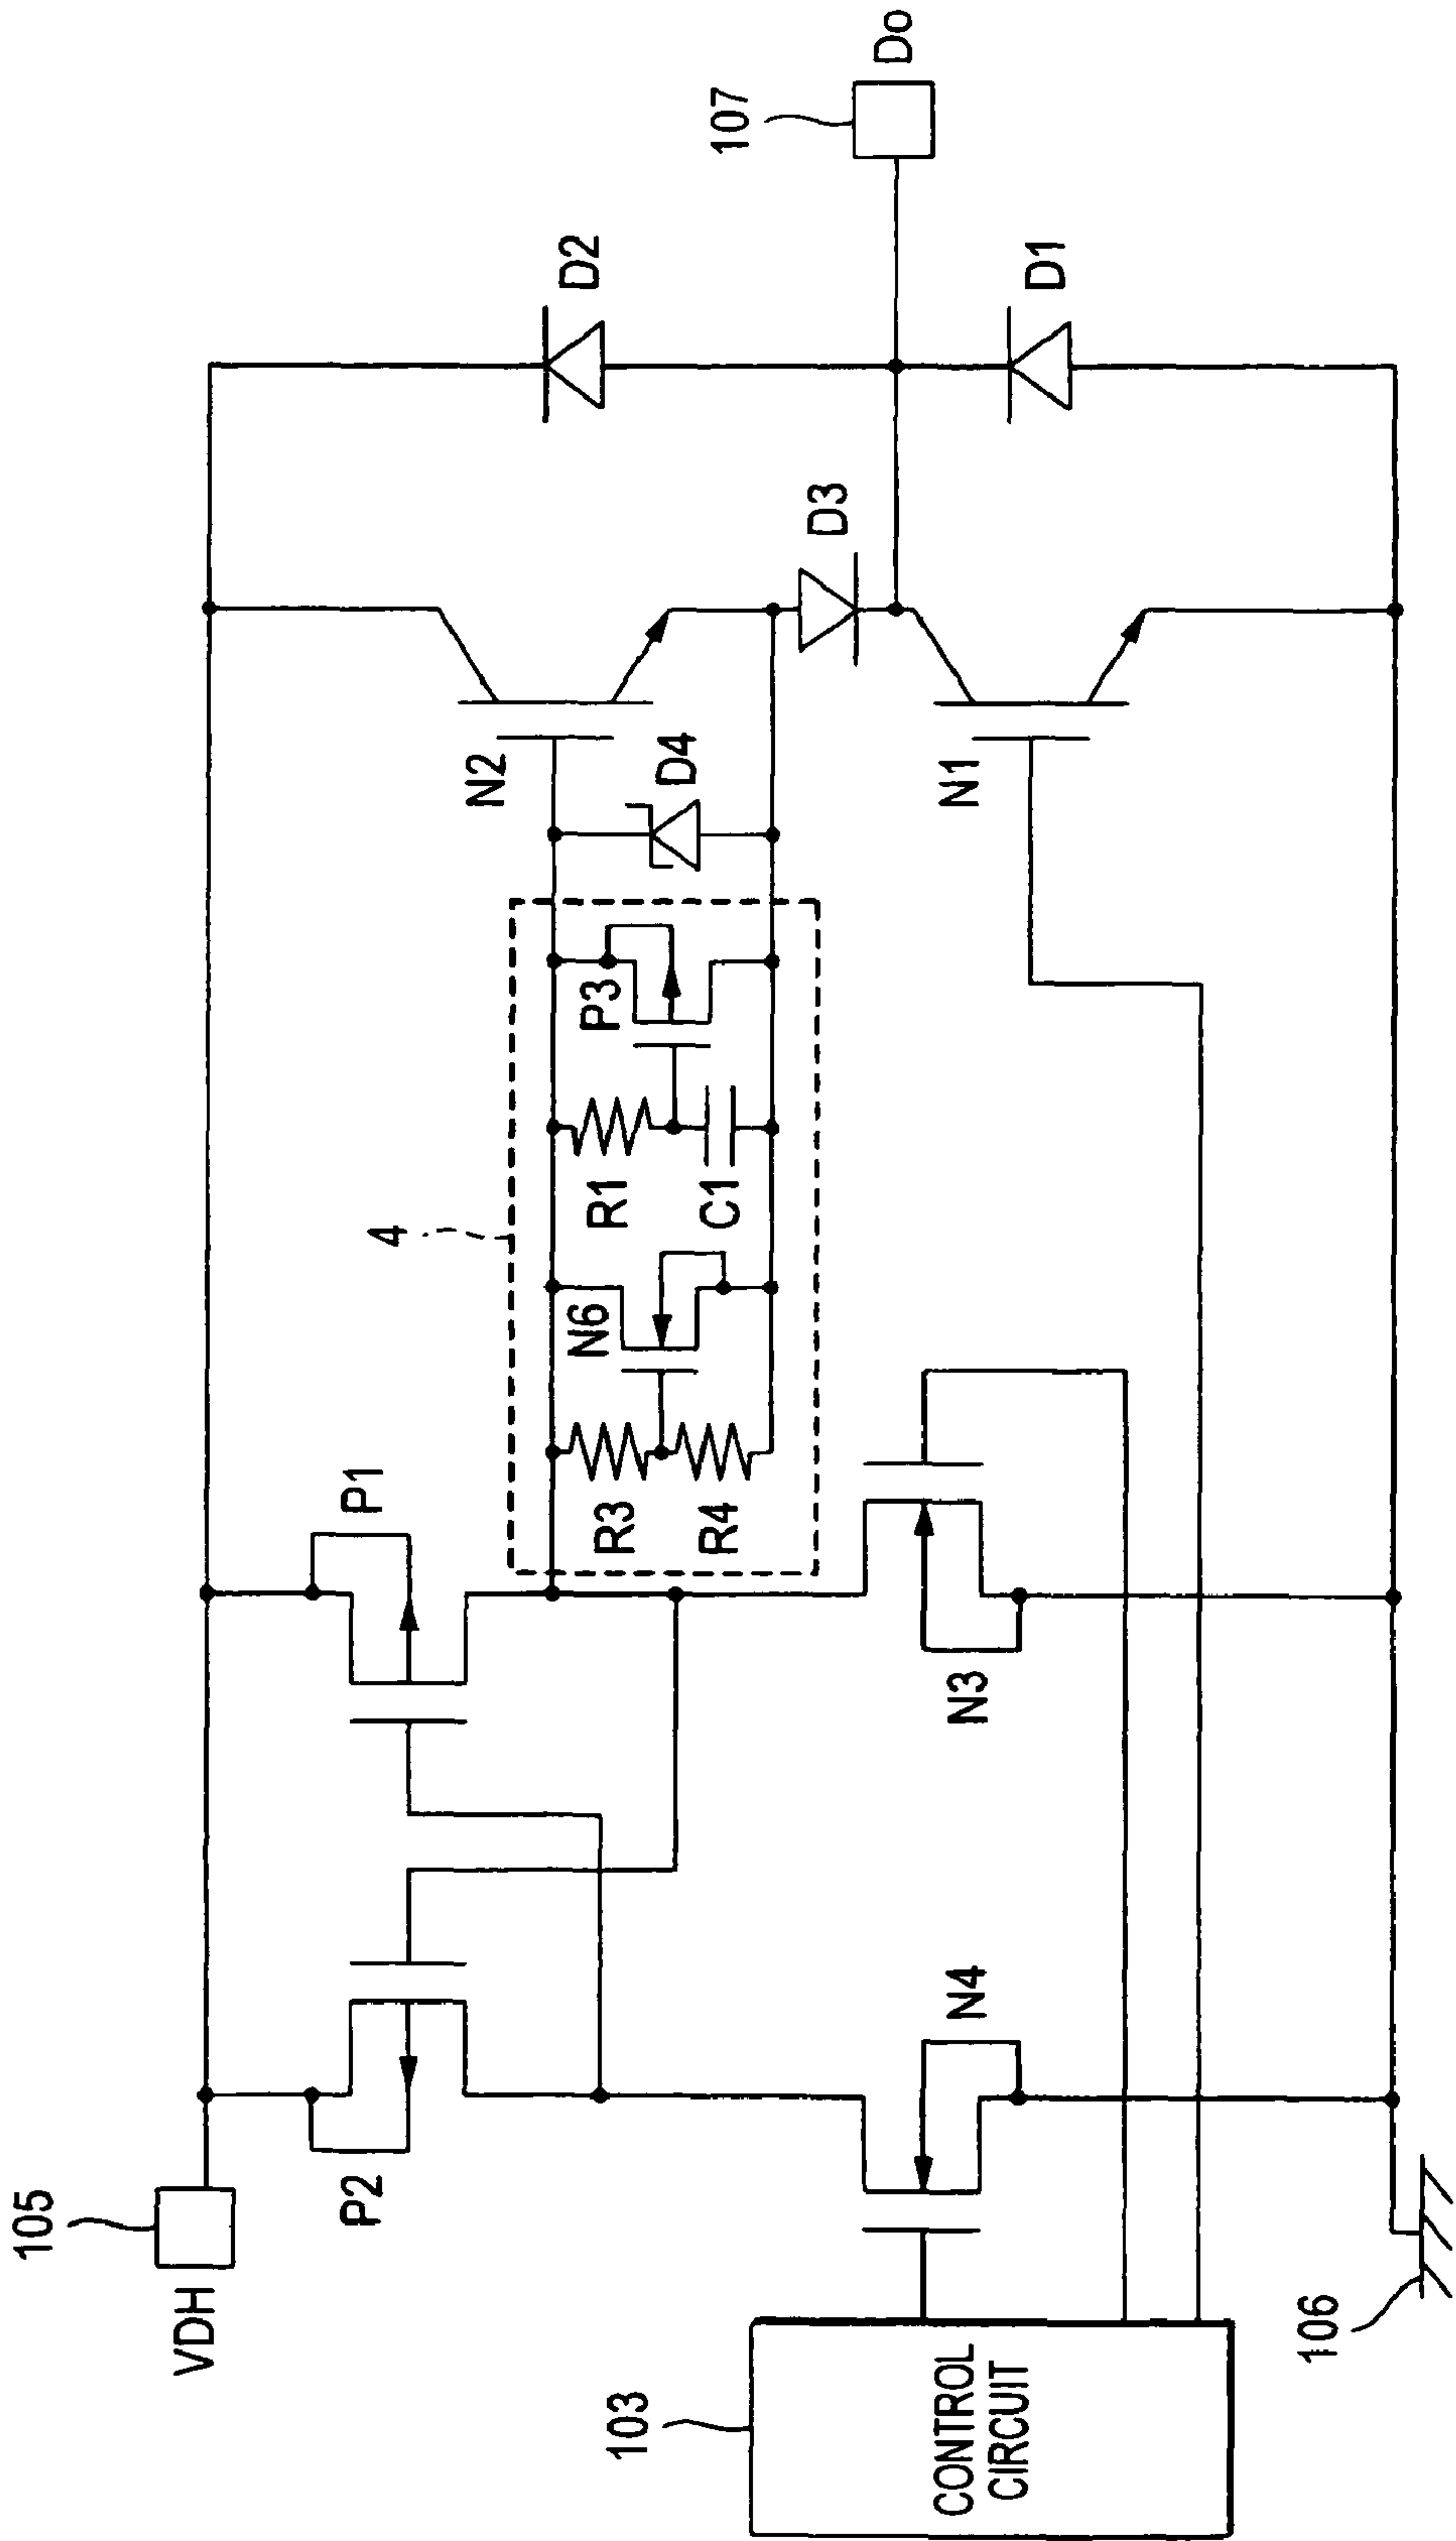 105
VDH
P2
P1
103
CONTROL
CIRCUIT
N4
N3
106
4
R3
R4
N6
R1
C1
P3
D4
N2
N1
D3
D2
D1
107
Do